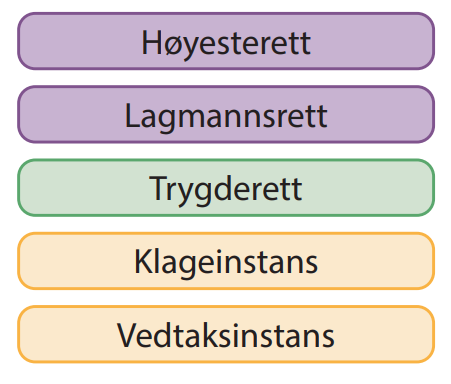 Høyesterett
Lagmannsrett
Trygderett
Klageinstans
Vedtaksinstans